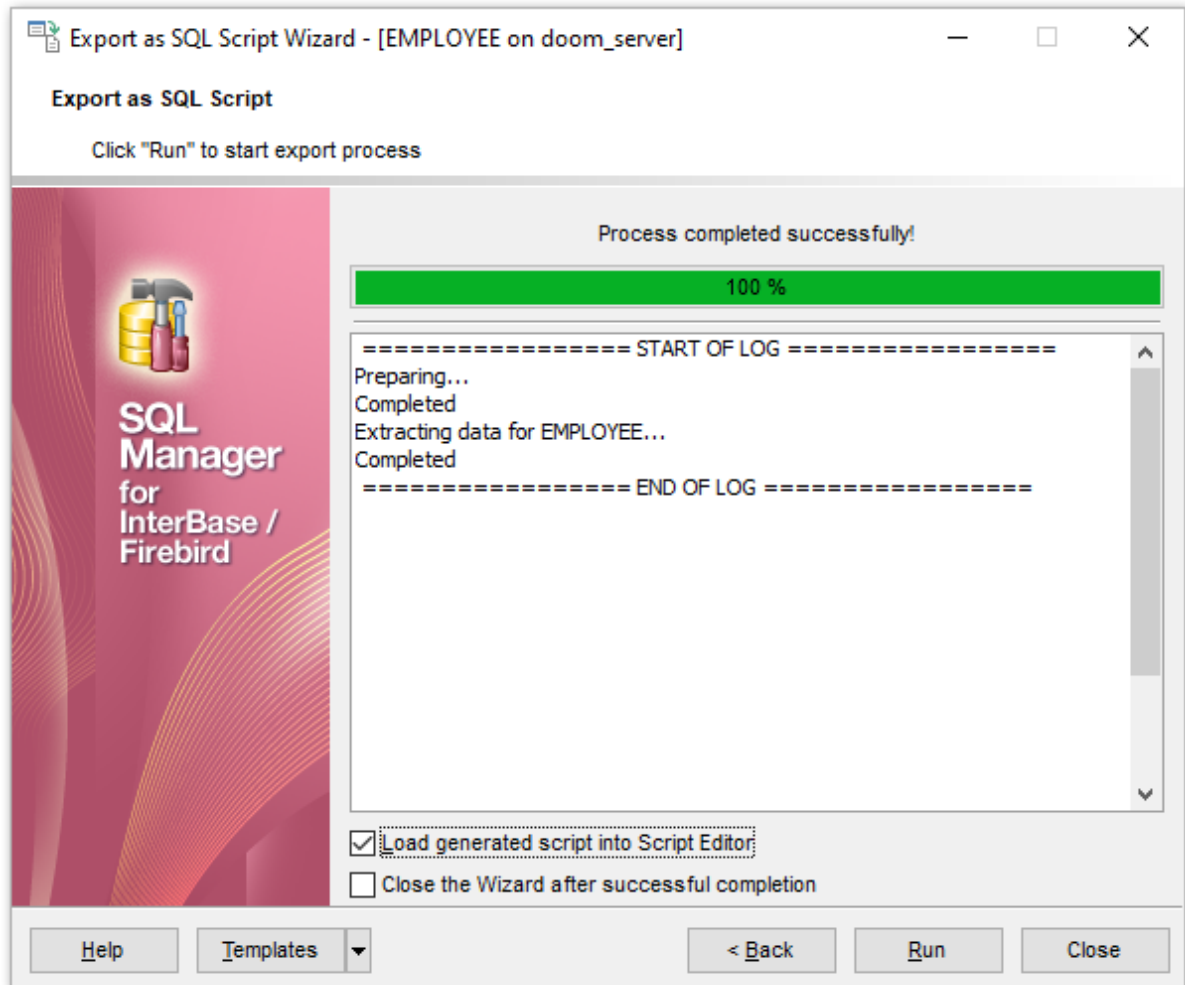 Export as SQL Script Wizard - [EMPLOYEE on doom_server]
Export as SQL Script
Click "Run" to start export process
SQL
Manager
for
InterBase /
Firebird
Process completed successfully!
100 %
================= START OF LOG =================
Preparing...
Completed
Extracting data for EMPLOYEE...
Completed
================= END OF LOG =================
Load generated script into Script Editor
Close the Wizard after successful completion
Help Templates < Back Run Close